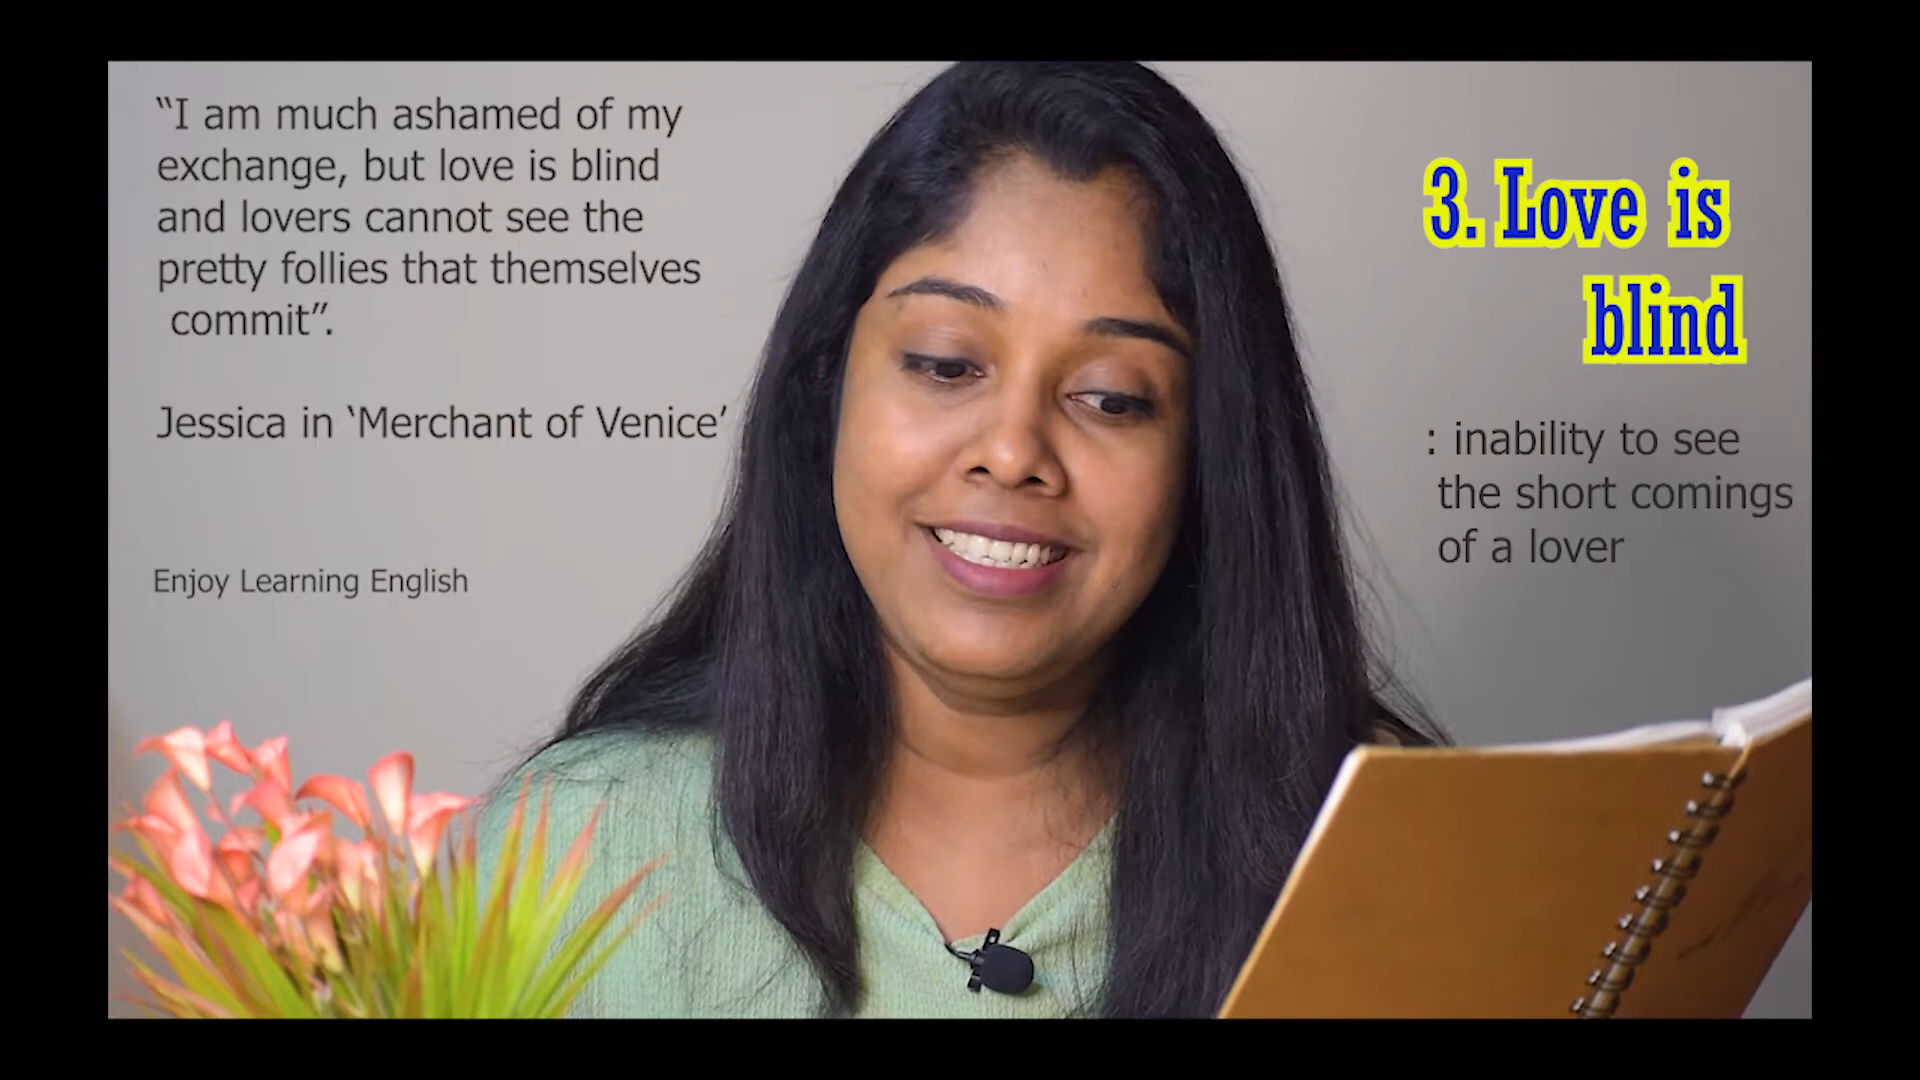 “I am much ashamed of my
exchange, but love is blind
and lovers cannot see the
pretty follies that themselves
commit”.
Jessica in ‘Merchant of Venice’
Enjoy Learning English
3. Love is
blind
: inability to see
the short comings
of a lover